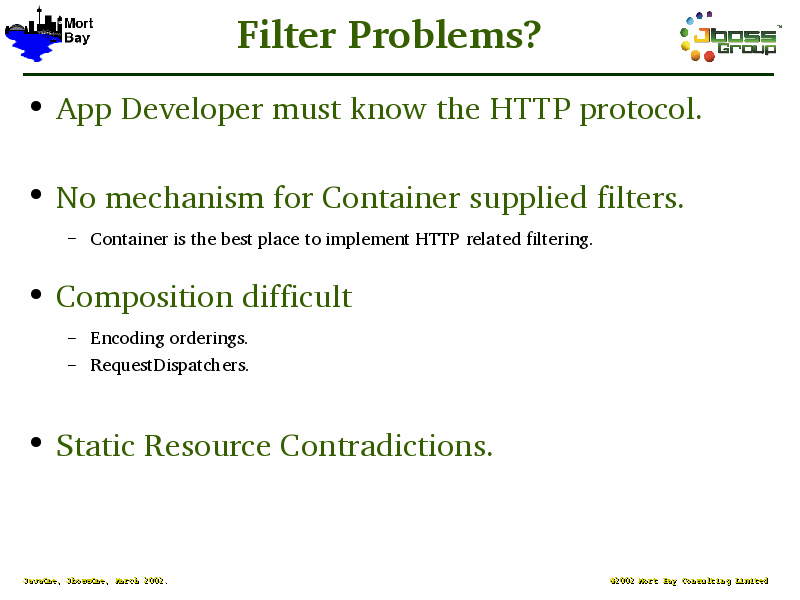 Mort
Bay
Filter Problems?
Jboss
Group
™
• App Developer must know the HTTP protocol.
• No mechanism for Container supplied filters.
– Container is the best place to implement HTTP related filtering.
• Composition difficult
– Encoding orderings.
– RequestDispatchers.
• Static Resource Contradictions.
JavaOne, JbossOne, March 2002.
©2002 Mort Bay Consulting Limited